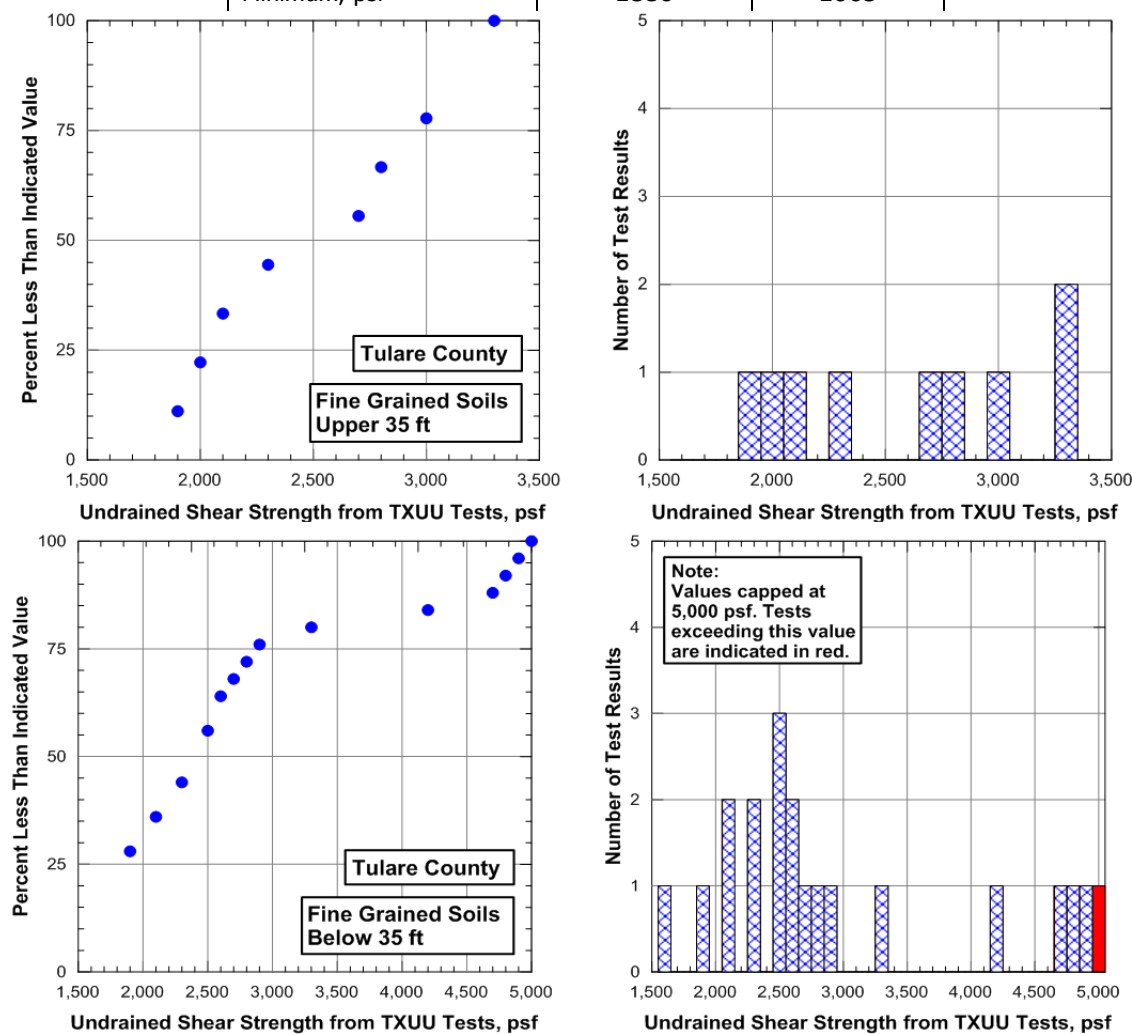 100
75
50
25
0
1,500 2,000 2,500 3,000 3,500
Percent Less Than Indicated Value
Tulare County
Fine Grained Soils
Upper 35 ft
Undrained Shear Strength from TXUU Tests, psf
5
4
3
2
1
0
1,500 2,000 2,500 3,000 3,500
Number of Test Results
Undrained Shear Strength from TXUU Tests, psf
100
75
50
25
0
1,500 2,000 2,500 3,000 3,500 4,000 4,500 5,000
Percent Less Than Indicated Value
Tulare County
Fine Grained Soils
Below 35 ft
Undrained Shear Strength from TXUU Tests, psf
5
4
3
2
1
0
1,500 2,000 2,500 3,000 3,500 4,000 4,500 5,000
Number of Test Results
Note:
Values capped at
5,000 psf. Tests
exceeding this value
are indicated in red.
Undrained Shear Strength from TXUU Tests, psf